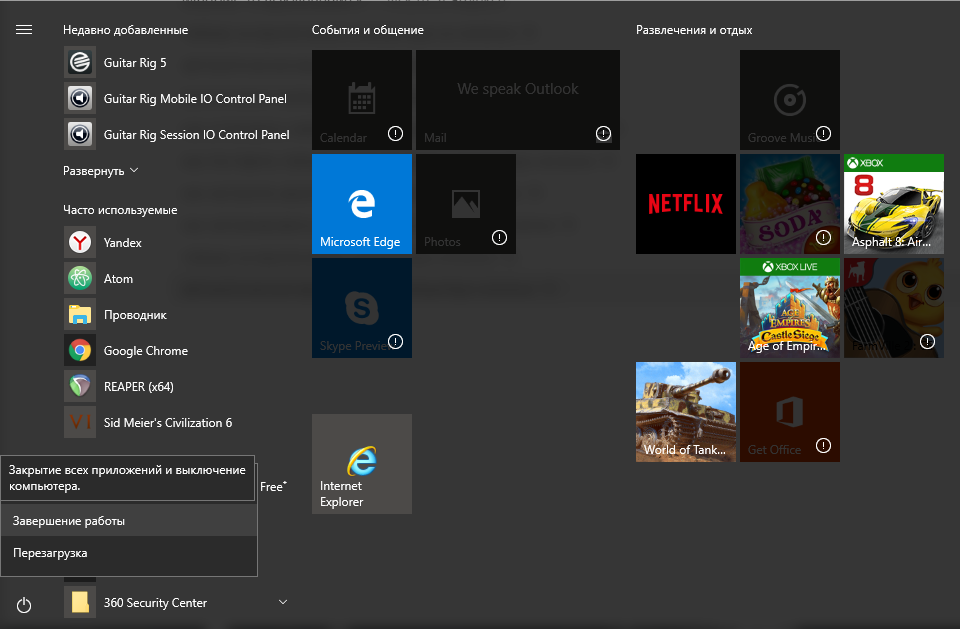 Недавно добавленные
Guitar Rig 5
Guitar Rig Mobile IO Control Panel
Guitar Rig Session IO Control Panel
Развернуть
Часто используемые
Yandex
Atom
Проводник
Google Chrome
REAPER (x64)
VI
Sid Meier's Civilization 6
Закрытие всех приложений и выключение
компьютера.
Free*
Завершение работы
Перезагрузка
360 Security Center
События и общение
Calendar
We speak Outlook
Mail
Microsoft Edge
Photos
Skype Preview
Internet
Explorer
Развлечения и отдых
Groove Music
NETFLIX
SODA
XBOX
8
Asphalt 8: Air...
XBOX LIVE
AGE
OF
EMPIRES
Castle Siege
Age of Empir...
World of Tank...
Get Office